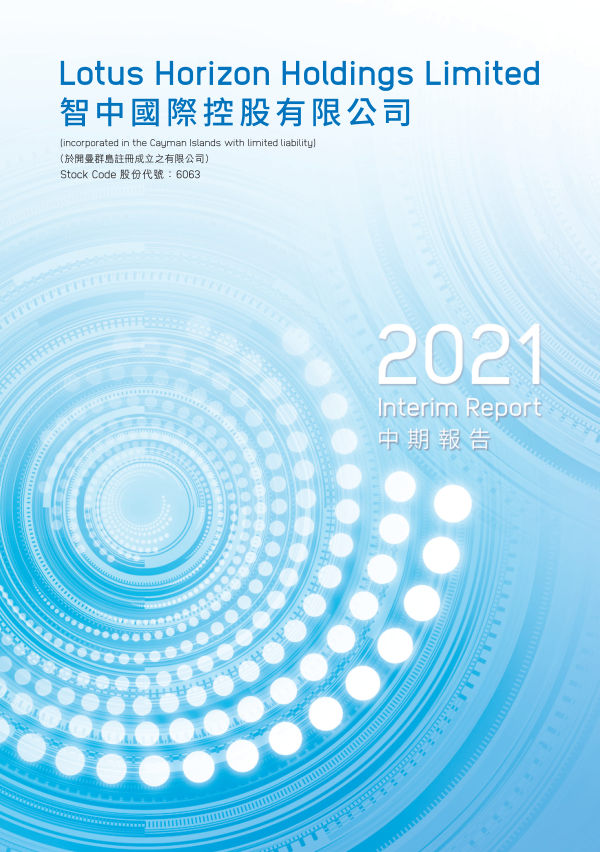 Lotus Horizon Holdings Limited
智中國際控股有限公司
(incorporated in the Cayman Islands with limited liability)
（於開曼群島註冊成立之有限公司）
Stock Code 股份代號：6063
2021
Interim Report
中期報告